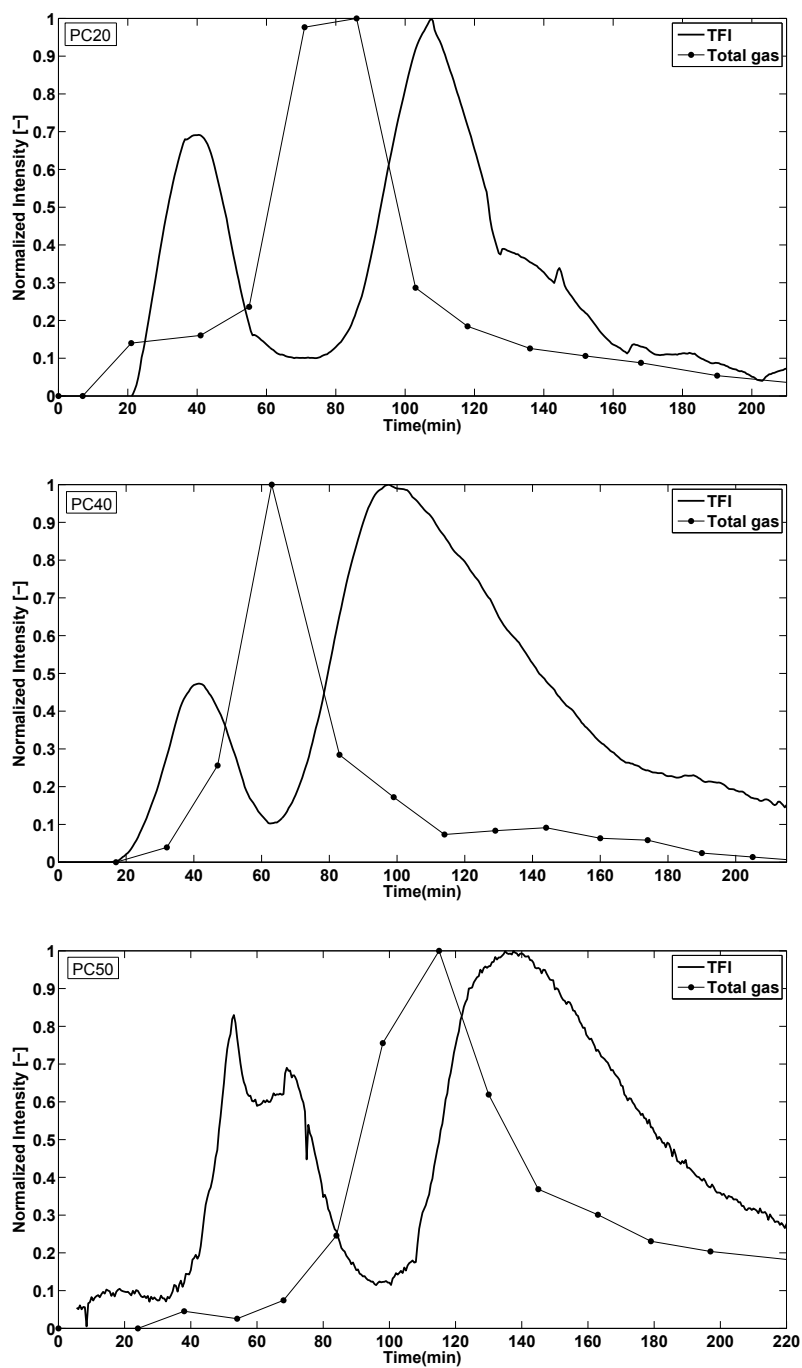 PC20
TFI
Total gas
Normalized Intensity [−]
1
0.9
0.8
0.7
0.6
0.5
0.4
0.3
0.2
0.1
0
0 20 40 60 80 100 120 140 160 180 200
Time(min)
PC40
TFI
Total gas
Normalized Intensity [−]
1
0.9
0.8
0.7
0.6
0.5
0.4
0.3
0.2
0.1
0
0 20 40 60 80 100 120 140 160 180 200
Time(min)
PC50
TFI
Total gas
Normalized Intensity [−]
1
0.9
0.8
0.7
0.6
0.5
0.4
0.3
0.2
0.1
0
0 20 40 60 80 100 120 140 160 180 200 220
Time(min)